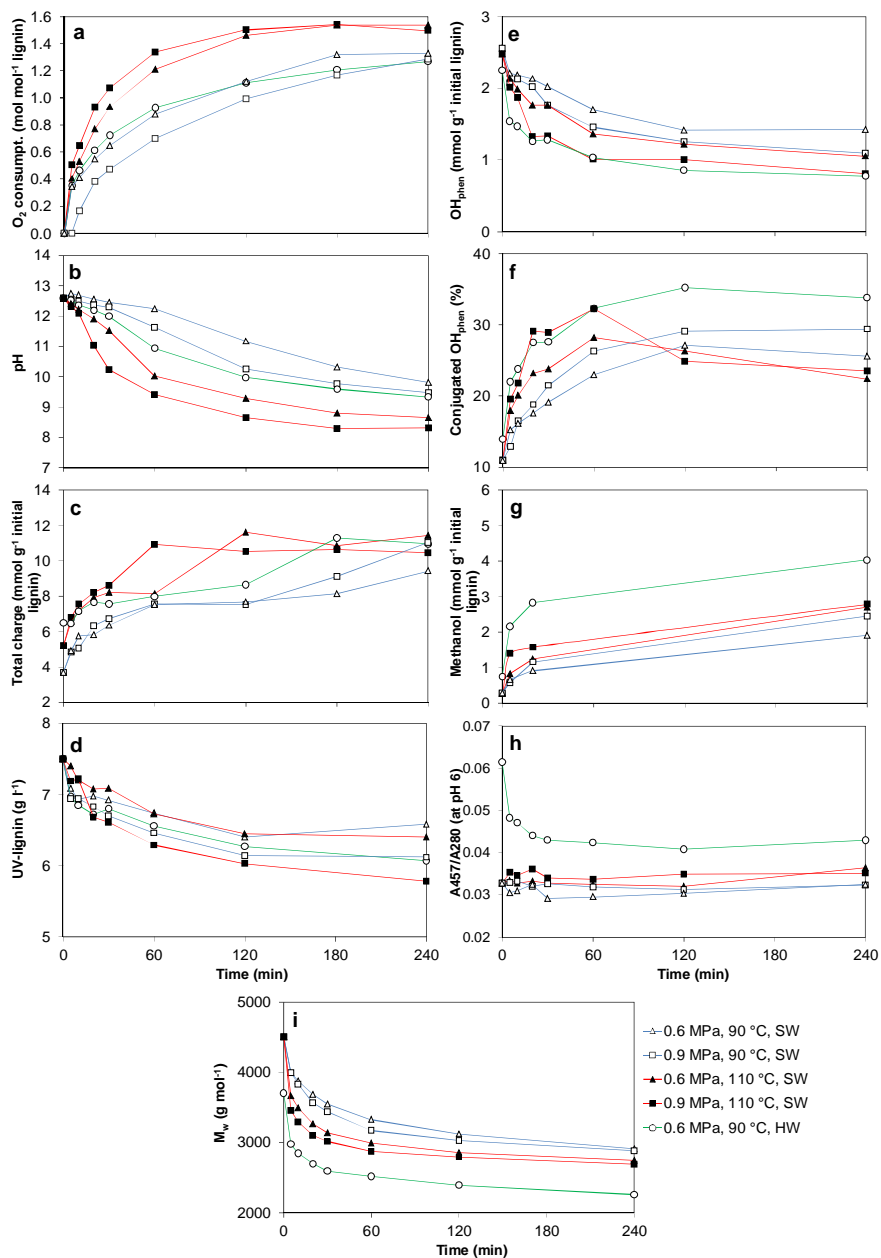 a
O₂ consumpt. (mol mol⁻¹ lignin)
1.6
1.4
1.2
1.0
0.8
0.6
0.4
0.2
0.0
0
60
120
180
240
b
pH
14
13
12
11
10
9
8
7
c
Total charge (mmol g⁻¹ initial
lignin)
14
12
10
8
6
4
2
d
UV-lignin (g l⁻¹)
8
7
6
5
0
60
120
180
240
Time (min)
e
OHphen (mmol g⁻¹ initial lignin)
3
2
1
0
f
Conjugated OHphen (%)
40
30
20
10
g
Methanol (mmol g⁻¹ initial
lignin)
6
5
4
3
2
1
0
h
A457/A280 (at pH 6)
0.07
0.06
0.05
0.04
0.03
0.02
0
60
120
180
240
Time (min)
i
Mw (g mol⁻¹)
5000
4000
3000
2000
0
60
120
180
240
Time (min)
0.6 MPa, 90 °C, SW
0.9 MPa, 90 °C, SW
0.6 MPa, 110 °C, SW
0.9 MPa, 110 °C, SW
0.6 MPa, 90 °C, HW